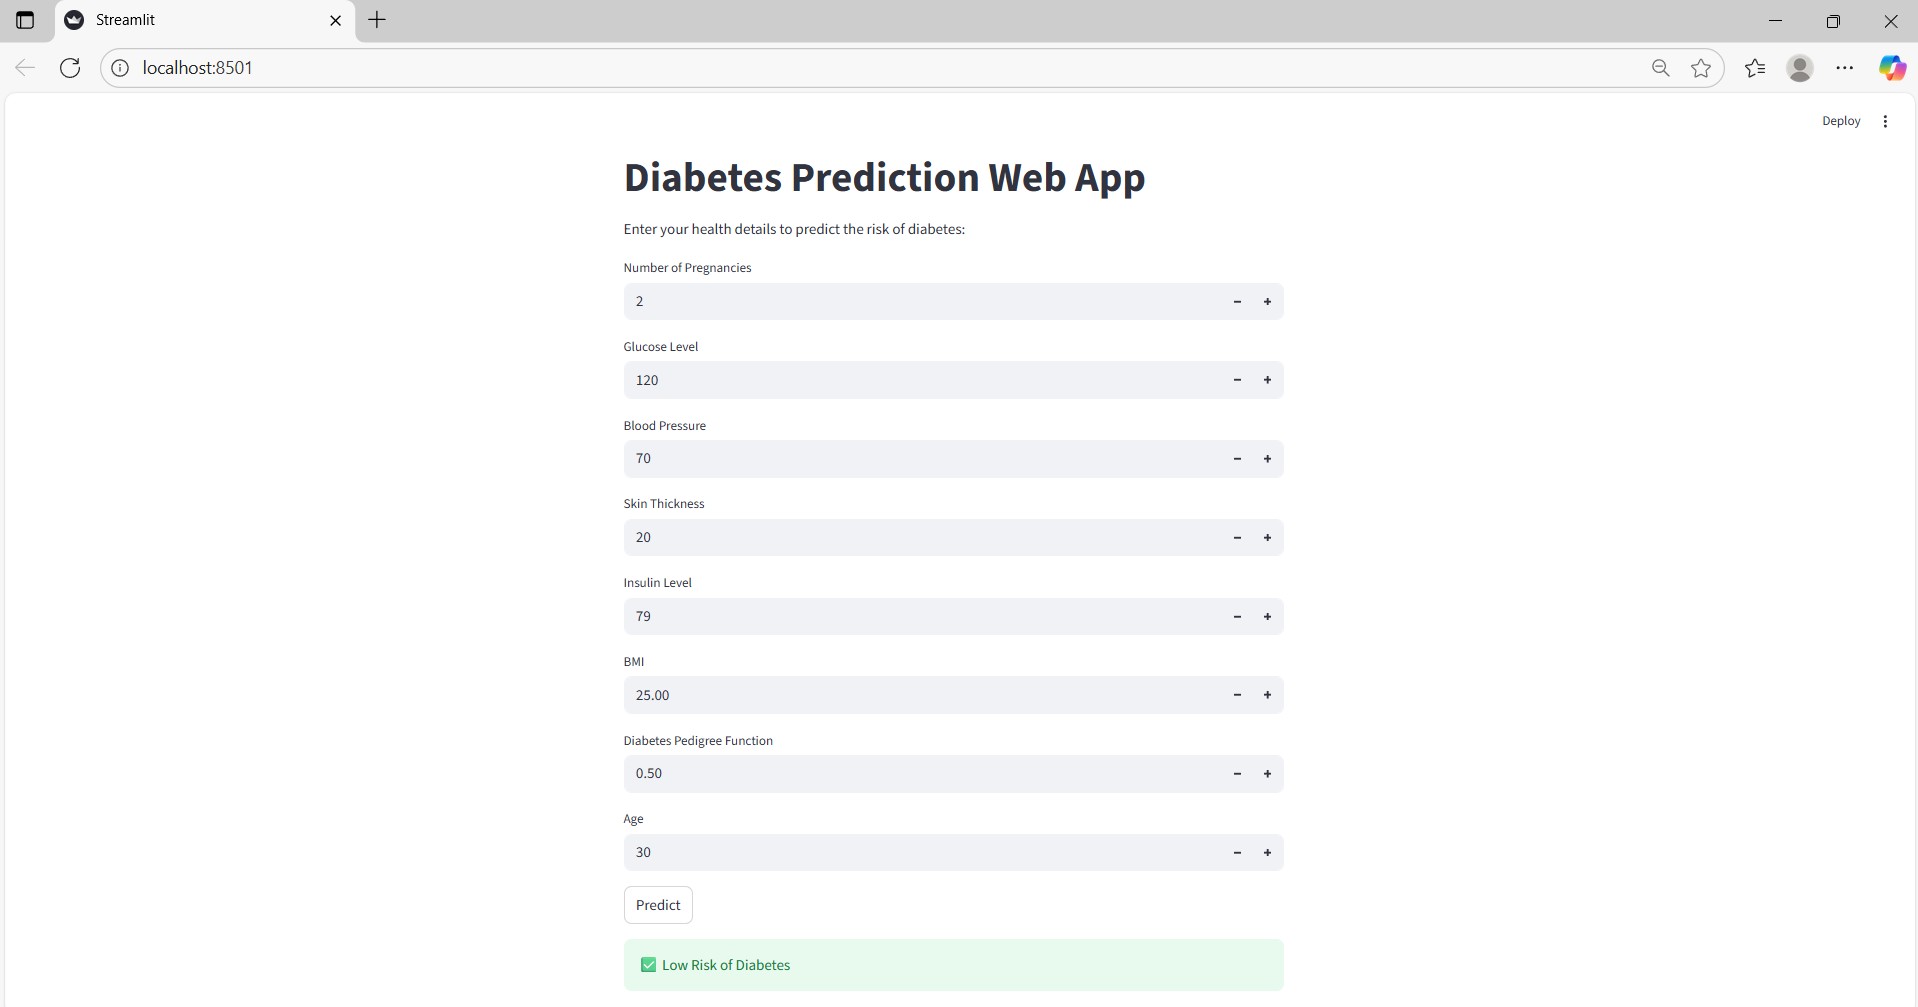 Streamlit
localhost:8501
Deploy
Diabetes Prediction Web App
Enter your health details to predict the risk of diabetes:
Number of Pregnancies
2
Glucose Level
120
Blood Pressure
70
Skin Thickness
20
Insulin Level
79
BMI
25.00
Diabetes Pedigree Function
0.50
Age
30
Predict
✅ Low Risk of Diabetes